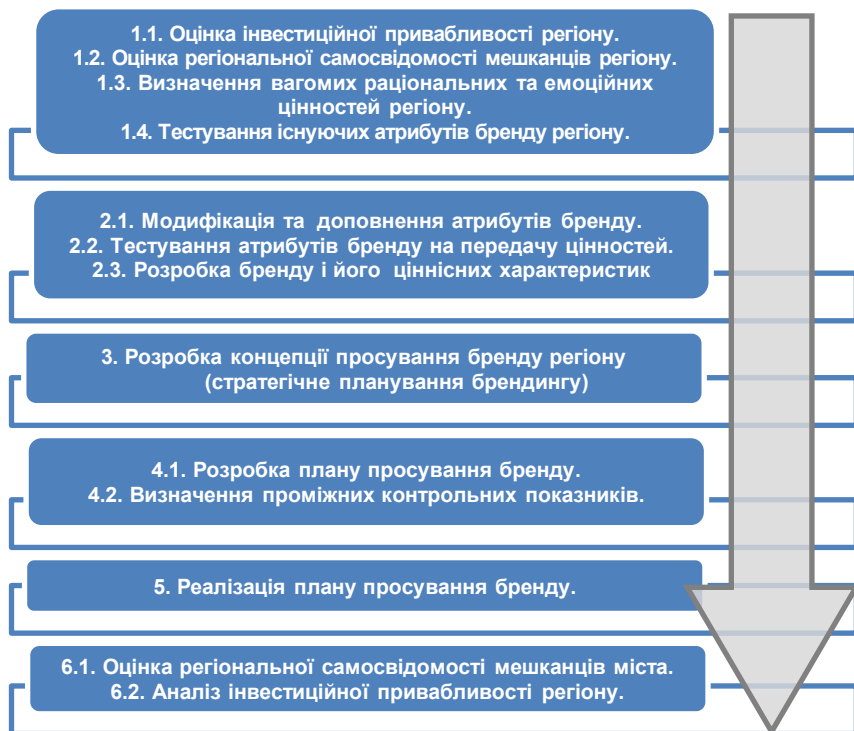 1.1. Оцінка інвестиційної привабливості регіону.
1.2. Оцінка регіональної самосвідомості мешканців регіону.
1.3. Визначення вагомих раціональних та емоційних
цінностей регіону.
1.4. Тестування існуючих атрибутів бренду регіону.
2.1. Модифікація та доповнення атрибутів бренду.
2.2. Тестування атрибутів бренду на передачу цінностей.
2.3. Розробка бренду і його ціннісних характеристик
3. Розробка концепції просування бренду регіону
(стратегічне планування брендингу)
4.1. Розробка плану просування бренду.
4.2. Визначення проміжних контрольних показників.
5. Реалізація плану просування бренду.
6.1. Оцінка регіональної самосвідомості мешканців міста.
6.2. Аналіз інвестиційної привабливості регіону.